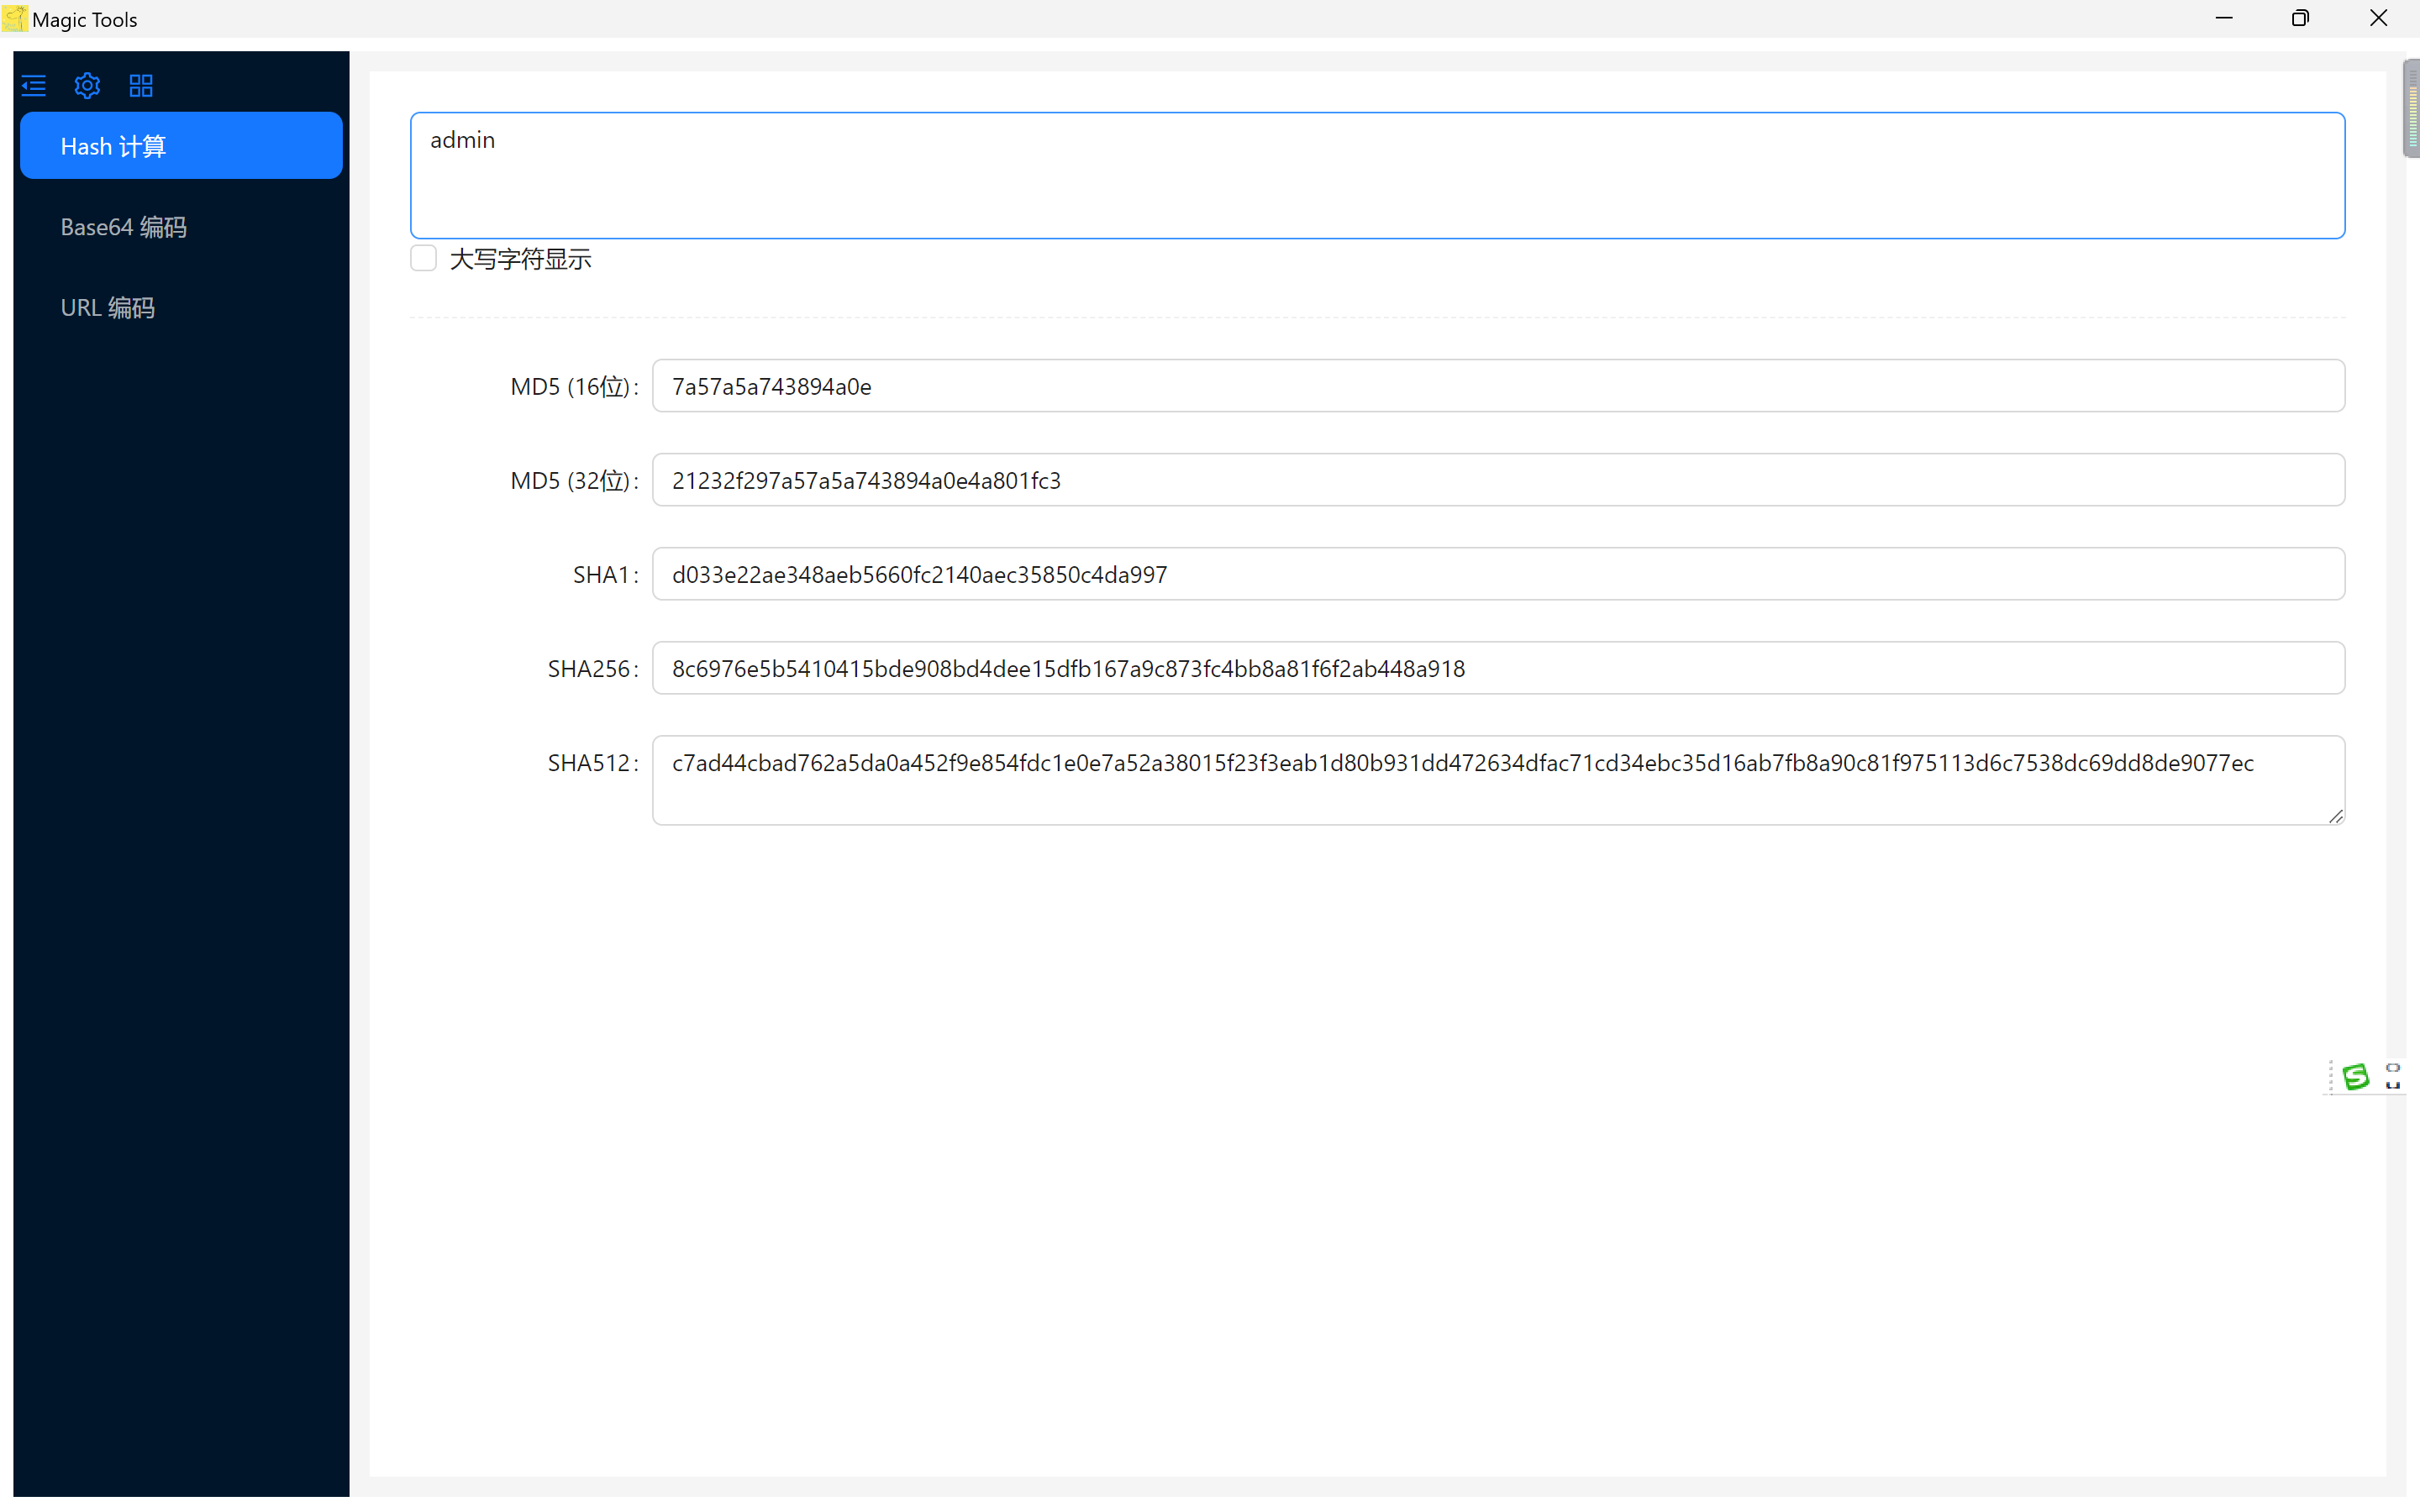 Magic Tools
Hash 计算
Base64 编码
URL 编码
admin
大写字符显示
MD5 (16位): 7a57a5a743894a0e
MD5 (32位): 21232f297a57a5a743894a0e4a801fc3
SHA1: d033e22ae348aeb5660fc2140aec35850c4da997
SHA256: 8c6976e5b5410415bde908bd4dee15dfb167a9c873fc4bb8a81f6f2ab448a918
SHA512: c7ad44cbad762a5da0a452f9e854fdc1e0e7a52a38015f23f3eab1d80b931dd472634dfac71cd34ebc35d16ab7fb8a90c81f975113d6c7538dc69dd8de9077ec